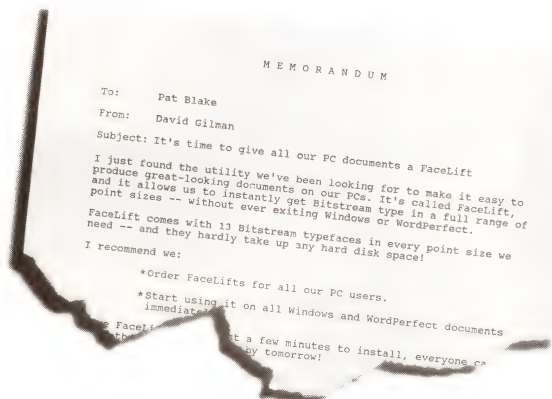 M E M O R A N D U M
To: Pat Blake
From: David Gilman
Subject: It's time to give all our PC documents a FaceLift
I just found the utility we've been looking for to make it easy to
produce great-looking documents on our PCs. It's called FaceLift,
and it allows us to instantly get Bitstream type in a full range of
point sizes -- without ever exiting Windows or WordPerfect.
FaceLift comes with 13 Bitstream typefaces in every point size we
need -- and they hardly take up any hard disk space!
I recommend we:
*Order FaceLifts for all our PC users.
*Start using it on all Windows and WordPerfect documents
a few minutes to install, everyone
by tomorrow!